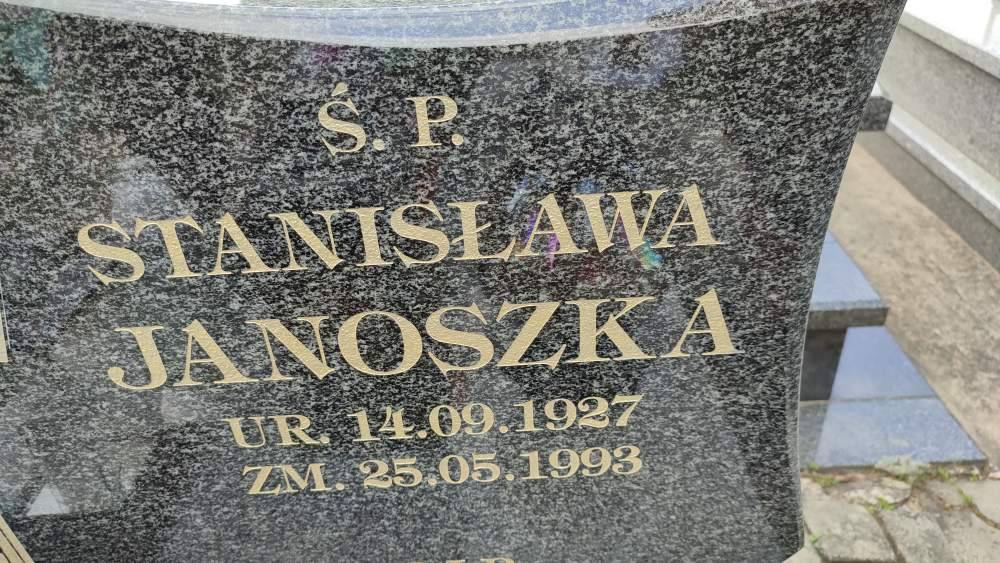 Ś. P.
STANISŁAWA
JANOSZKA
UR. 14.09.1927
ZM. 25.05.1993